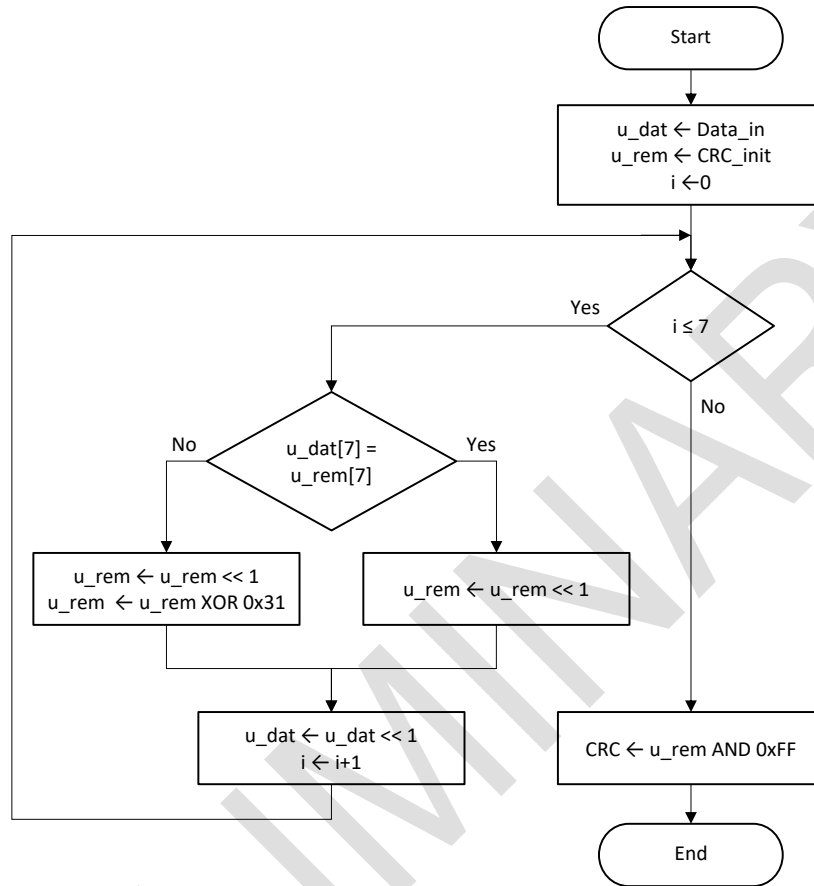 Start
u_dat ← Data_in
u_rem ← CRC_init
i ←0
Yes
i ≤ 7
No
No
u_dat[7] =
u_rem[7]
Yes
u_rem ← u_rem << 1
u_rem ← u_rem XOR 0x31
u_rem ← u_rem << 1
u_dat ← u_dat << 1
i ← i+1
CRC ← u_rem AND 0xFF
End
IMINAR